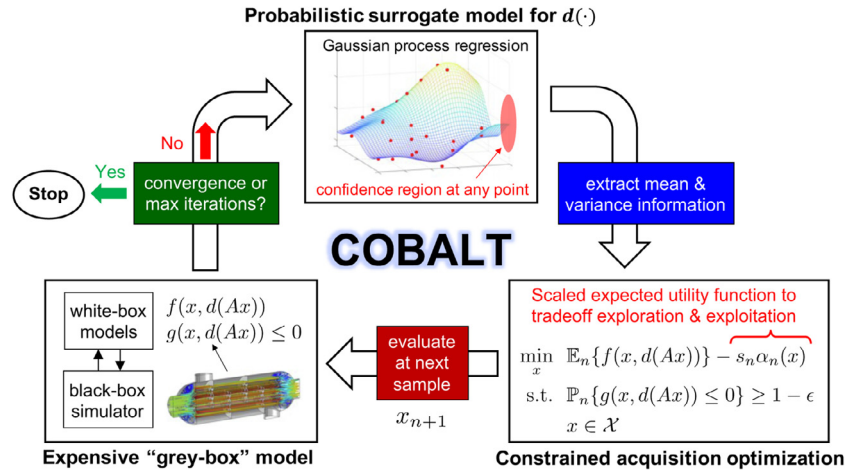 Probabilistic surrogate model for d(·)
Gaussian process regression
confidence region at any point
No
Yes
Stop
convergence or
max iterations?
extract mean &
variance information
COBALT
white-box
models
black-box
simulator
f(x, d(Ax))
g(x, d(Ax)) ≤ 0
Expensive “grey-box” model
evaluate
at next
sample
x_{n+1}
Scaled expected utility function to
tradeoff exploration & exploitation
min_x 𝔼_n{f(x, d(Ax))} − s_n α_n(x)
s.t. ℙ_n{g(x, d(Ax)) ≤ 0} ≥ 1 − ϵ
x ∈ 𝒳
Constrained acquisition optimization